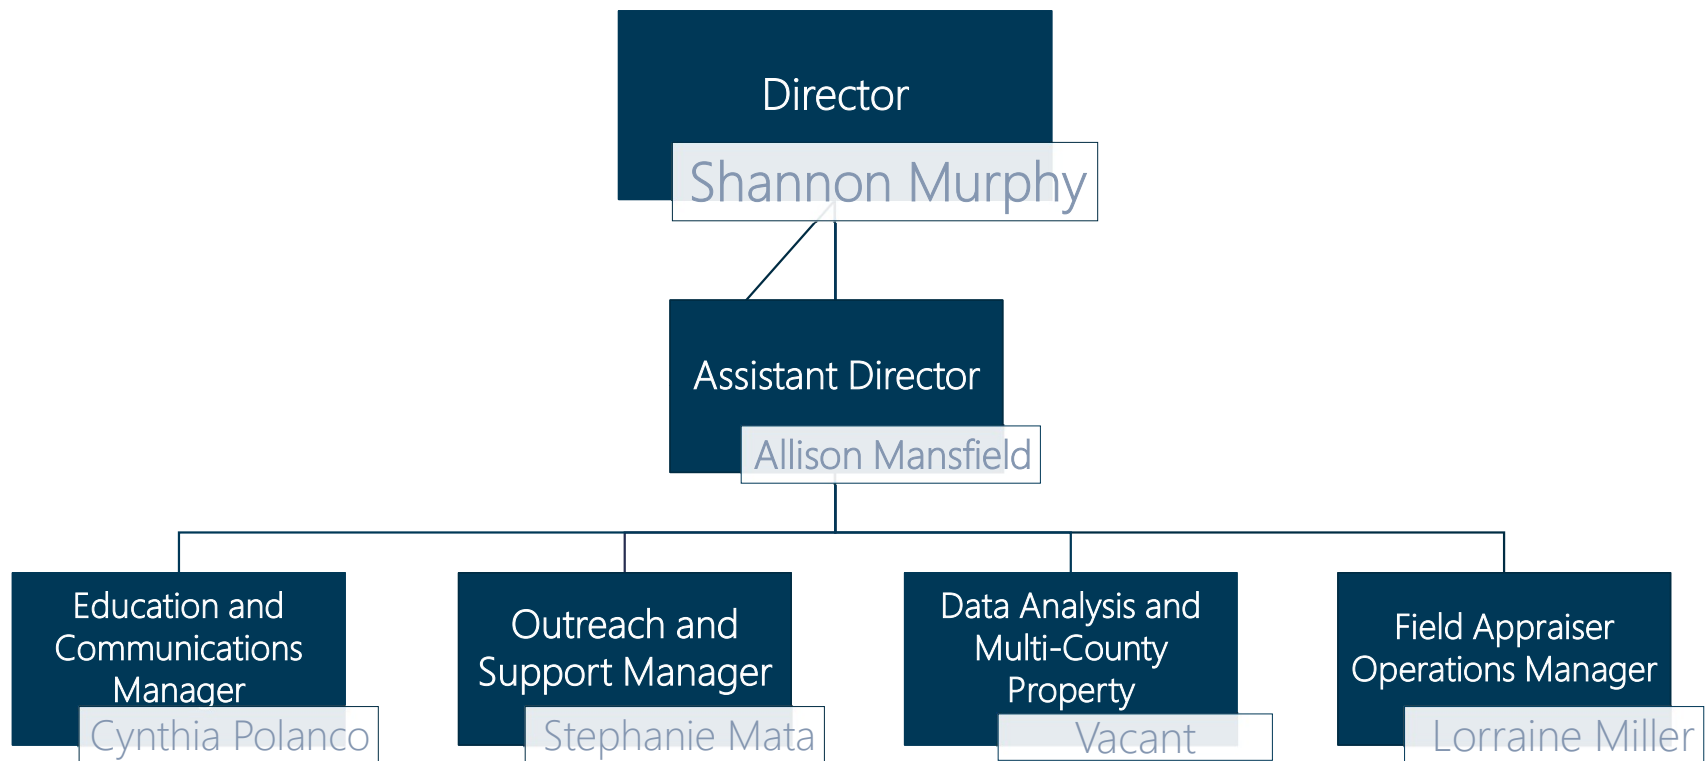 Director
Shannon Murphy
Assistant Director
Allison Mansfield
Education and
Communications
Manager
Cynthia Polanco
Outreach and
Support Manager
Stephanie Mata
Data Analysis and
Multi-County
Property
Vacant
Field Appraiser
Operations Manager
Lorraine Miller